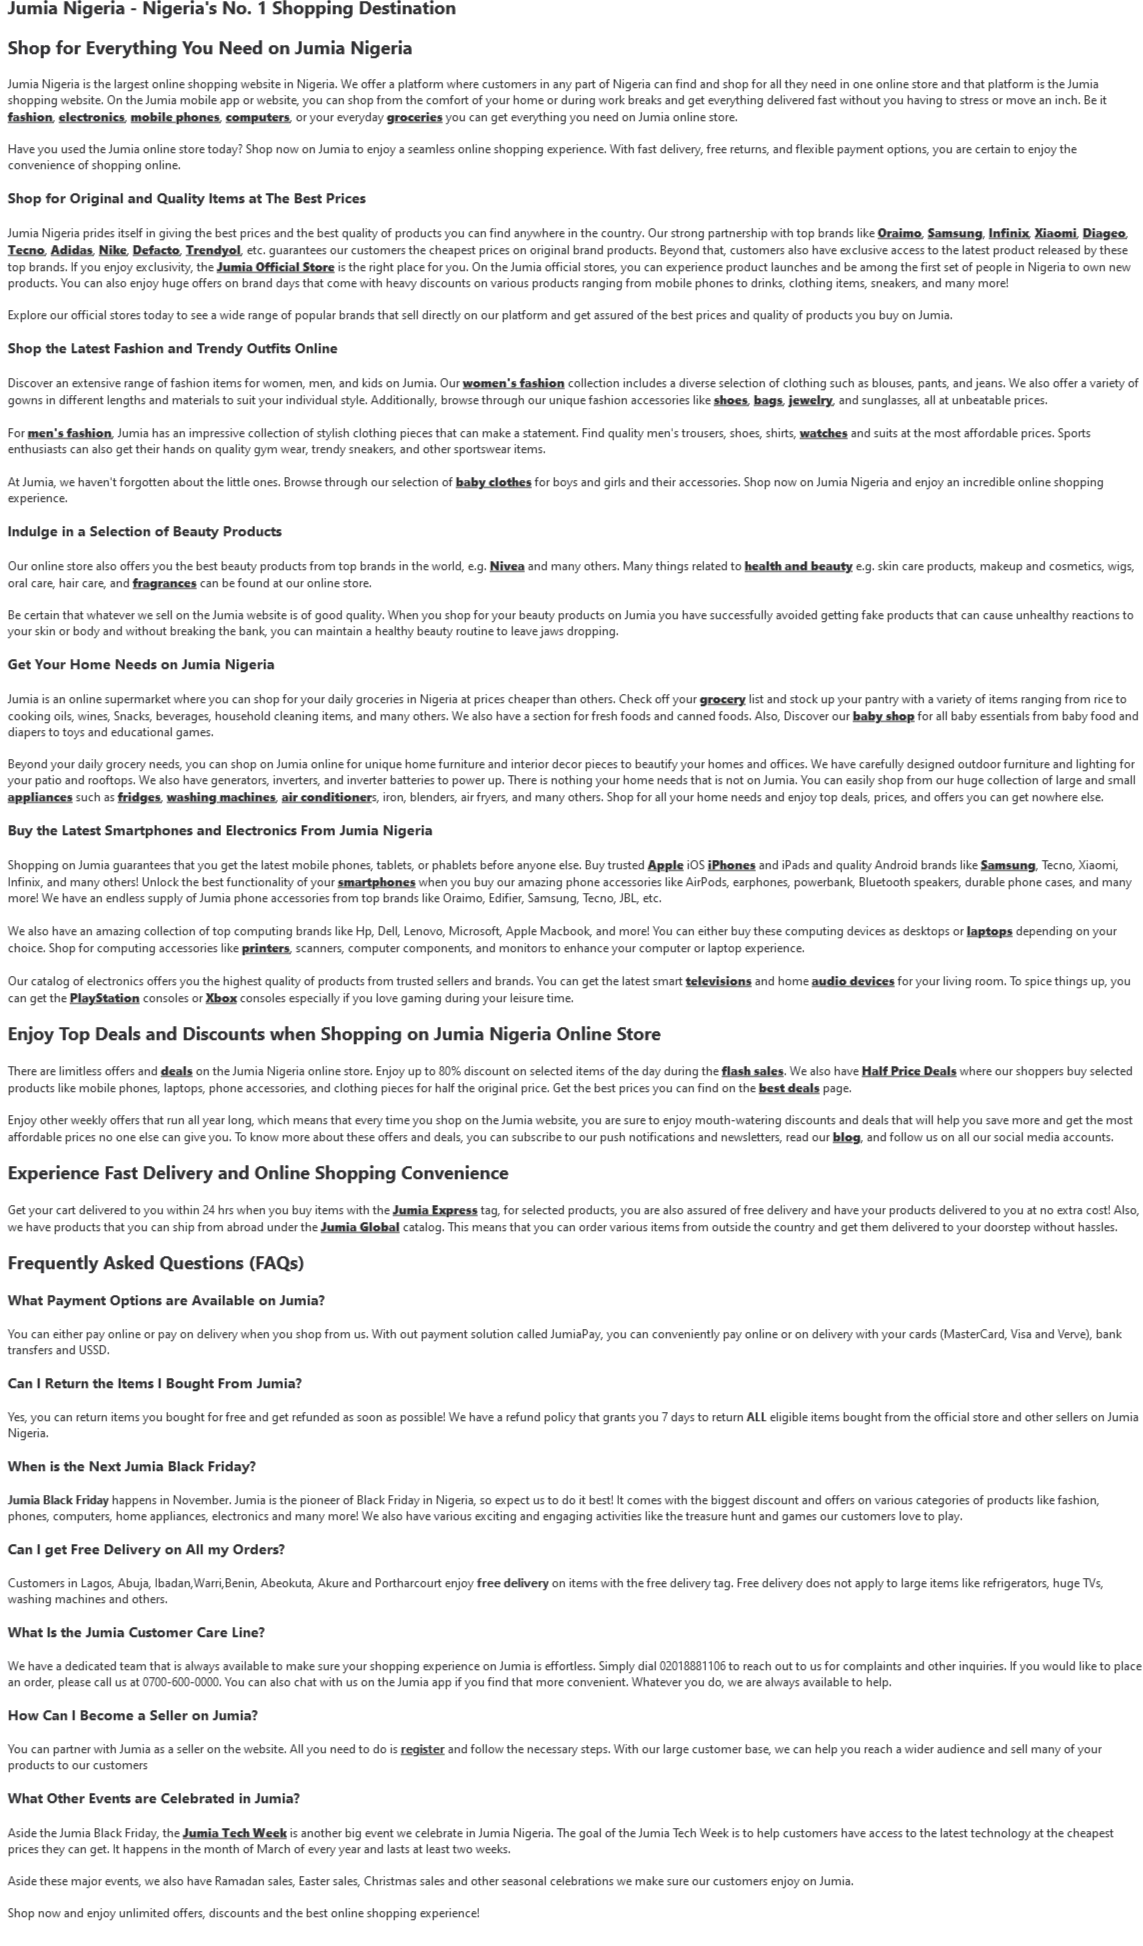 Jumia Nigeria - Nigeria's No. 1 Shopping Destination
Shop for Everything You Need on Jumia Nigeria
Jumia Nigeria is the largest online shopping website in Nigeria. We offer a platform where customers in any part of Nigeria can find and shop for all they need in one online store and that platform is the Jumia
shopping website. On the Jumia mobile app or website, you can shop from the comfort of your home or during work breaks and get everything delivered fast without you having to stress or move an inch. Be it
fashion, electronics, mobile phones, computers, or your everyday groceries you can get everything you need on Jumia online store.
Have you used the Jumia online store today? Shop now on Jumia to enjoy a seamless online shopping experience. With fast delivery, free returns, and flexible payment options, you are certain to enjoy the
convenience of shopping online.
Shop for Original and Quality Items at The Best Prices
Jumia Nigeria prides itself in giving the best prices and the best quality of products you can find anywhere in the country. Our strong partnership with top brands like Oraimo, Samsung, Infinix, Xiaomi, Diageo,
Tecno, Adidas, Nike, Defacto, Trendyol, etc. guarantees our customers the cheapest prices on original brand products. Beyond that, customers also have exclusive access to the latest product released by these
top brands. If you enjoy exclusivity, the Jumia Official Store is the right place for you. On the Jumia official stores, you can experience product launches and be among the first set of people in Nigeria to own new
products. You can also enjoy huge offers on brand days that come with heavy discounts on various products ranging from mobile phones to drinks, clothing items, sneakers, and many more!
Explore our official stores today to see a wide range of popular brands that sell directly on our platform and get assured of the best prices and quality of products you buy on Jumia.
Shop the Latest Fashion and Trendy Outfits Online
Discover an extensive range of fashion items for women, men, and kids on Jumia. Our women's fashion collection includes a diverse selection of clothing such as blouses, pants, and jeans. We also offer a variety of
gowns in different lengths and materials to suit your individual style. Additionally, browse through our unique fashion accessories like shoes, bags, jewelry, and sunglasses, all at unbeatable prices.
For men's fashion, Jumia has an impressive collection of stylish clothing pieces that can make a statement. Find quality men's trousers, shoes, shirts, watches and suits at the most affordable prices. Sports
enthusiasts can also get their hands on quality gym wear, trendy sneakers, and other sportswear items.
At Jumia, we haven't forgotten about the little ones. Browse through our selection of baby clothes for boys and girls and their accessories. Shop now on Jumia Nigeria and enjoy an incredible online shopping
experience.
Indulge in a Selection of Beauty Products
Our online store also offers you the best beauty products from top brands in the world, e.g. Nivea and many others. Many things related to health and beauty e.g. skin care products, makeup and cosmetics, wigs,
oral care, hair care, and fragrances can be found at our online store.
Be certain that whatever we sell on the Jumia website is of good quality. When you shop for your beauty products on Jumia you have successfully avoided getting fake products that can cause unhealthy reactions to
your skin or body and without breaking the bank, you can maintain a healthy beauty routine to leave jaws dropping.
Get Your Home Needs on Jumia Nigeria
Jumia is an online supermarket where you can shop for your daily groceries in Nigeria at prices cheaper than others. Check off your grocery list and stock up your pantry with a variety of items ranging from rice to
cooking oils, wines, Snacks, beverages, household cleaning items, and many others. We also have a section for fresh foods and canned foods. Also, Discover our baby shop for all baby essentials from baby food and
diapers to toys and educational games.
Beyond your daily grocery needs, you can shop on Jumia online for unique home furniture and interior decor pieces to beautify your homes and offices. We have carefully designed outdoor furniture and lighting for
your patio and rooftops. We also have generators, inverters, and inverter batteries to power up. There is nothing your home needs that is not on Jumia. You can easily shop from our huge collection of large and small
appliances such as fridges, washing machines, air conditioners, iron, blenders, air fryers, and many others. Shop for all your home needs and enjoy top deals, prices, and offers you can get nowhere else.
Buy the Latest Smartphones and Electronics From Jumia Nigeria
Shopping on Jumia guarantees that you get the latest mobile phones, tablets, or phablets before anyone else. Buy trusted Apple iOS iPhones and iPads and quality Android brands like Samsung, Tecno, Xiaomi,
Infinix, and many others! Unlock the best functionality of your smartphones when you buy our amazing phone accessories like AirPods, earphones, powerbank, Bluetooth speakers, durable phone cases, and many
more! We have an endless supply of Jumia phone accessories from top brands like Oraimo, Edifier, Samsung, Tecno, JBL, etc.
We also have an amazing collection of top computing brands like Hp, Dell, Lenovo, Microsoft, Apple Macbook, and more! You can either buy these computing devices as desktops or laptops depending on your
choice. Shop for computing accessories like printers, scanners, computer components, and monitors to enhance your computer or laptop experience.
Our catalog of electronics offers you the highest quality of products from trusted sellers and brands. You can get the latest smart televisions and home audio devices for your living room. To spice things up, you
can get the PlayStation consoles or Xbox consoles especially if you love gaming during your leisure time.
Enjoy Top Deals and Discounts when Shopping on Jumia Nigeria Online Store
There are limitless offers and deals on the Jumia Nigeria online store. Enjoy up to 80% discount on selected items of the day during the flash sales. We also have Half Price Deals where our shoppers buy selected
products like mobile phones, laptops, phone accessories, and clothing pieces for half the original price. Get the best prices you can find on the best deals page.
Enjoy other weekly offers that run all year long, which means that every time you shop on the Jumia website, you are sure to enjoy mouth-watering discounts and deals that will help you save more and get the most
affordable prices no one else can give you. To know more about these offers and deals, you can subscribe to our push notifications and newsletters, read our blog, and follow us on all our social media accounts.
Experience Fast Delivery and Online Shopping Convenience
Get your cart delivered to you within 24 hrs when you buy items with the Jumia Express tag, for selected products, you are also assured of free delivery and have your products delivered to you at no extra cost! Also,
we have products that you can ship from abroad under the Jumia Global catalog. This means that you can order various items from outside the country and get them delivered to your doorstep without hassles.
Frequently Asked Questions (FAQs)
What Payment Options are Available on Jumia?
You can either pay online or pay on delivery when you shop from us. With out payment solution called JumiaPay, you can conveniently pay online or on delivery with your cards (MasterCard, Visa and Verve), bank
transfers and USSD.
Can I Return the Items I Bought From Jumia?
Yes, you can return items you bought for free and get refunded as soon as possible! We have a refund policy that grants you 7 days to return ALL eligible items bought from the official store and other sellers on Jumia
Nigeria.
When is the Next Jumia Black Friday?
Jumia Black Friday happens in November. Jumia is the pioneer of Black Friday in Nigeria, so expect us to do it best! It comes with the biggest discount and offers on various categories of products like fashion,
phones, computers, home appliances, electronics and many more! We also have various exciting and engaging activities like the treasure hunt and games our customers love to play.
Can I get Free Delivery on All my Orders?
Customers in Lagos, Abuja, Ibadan,Warri,Benin, Abeokuta, Akure and Portharcourt enjoy free delivery on items with the free delivery tag. Free delivery does not apply to large items like refrigerators, huge TVs,
washing machines and others.
What Is the Jumia Customer Care Line?
We have a dedicated team that is always available to make sure your shopping experience on Jumia is effortless. Simply dial 02018881106 to reach out to us for complaints and other inquiries. If you would like to place
an order, please call us at 0700-600-0000. You can also chat with us on the Jumia app if you find that more convenient. Whatever you do, we are always available to help.
How Can I Become a Seller on Jumia?
You can partner with Jumia as a seller on the website. All you need to do is register and follow the necessary steps. With our large customer base, we can help you reach a wider audience and sell many of your
products to our customers
What Other Events are Celebrated in Jumia?
Aside the Jumia Black Friday, the Jumia Tech Week is another big event we celebrate in Jumia Nigeria. The goal of the Jumia Tech Week is to help customers have access to the latest technology at the cheapest
prices they can get. It happens in the month of March of every year and lasts at least two weeks.
Aside these major events, we also have Ramadan sales, Easter sales, Christmas sales and other seasonal celebrations we make sure our customers enjoy on Jumia.
Shop now and enjoy unlimited offers, discounts and the best online shopping experience!